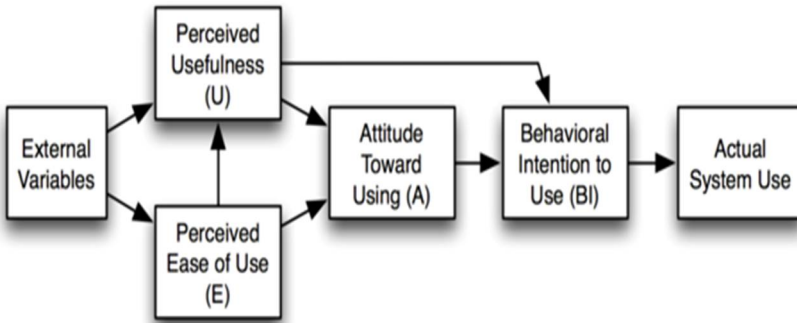 External
Variables
Perceived
Usefulness
(U)
Perceived
Ease of Use
(E)
Attitude
Toward
Using (A)
Behavioral
Intention to
Use (BI)
Actual
System Use